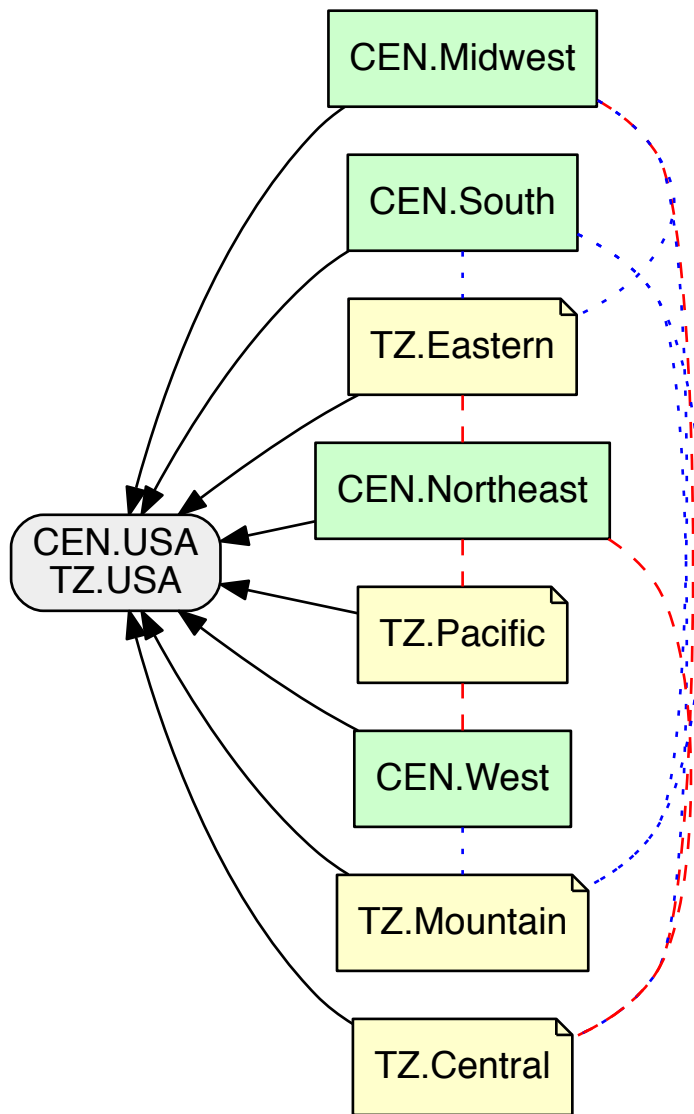 CEN.Midwest
CEN.South
TZ.Eastern
CEN.Northeast
CEN.USA
TZ.USA
TZ.Pacific
CEN.West
TZ.Mountain
TZ.Central